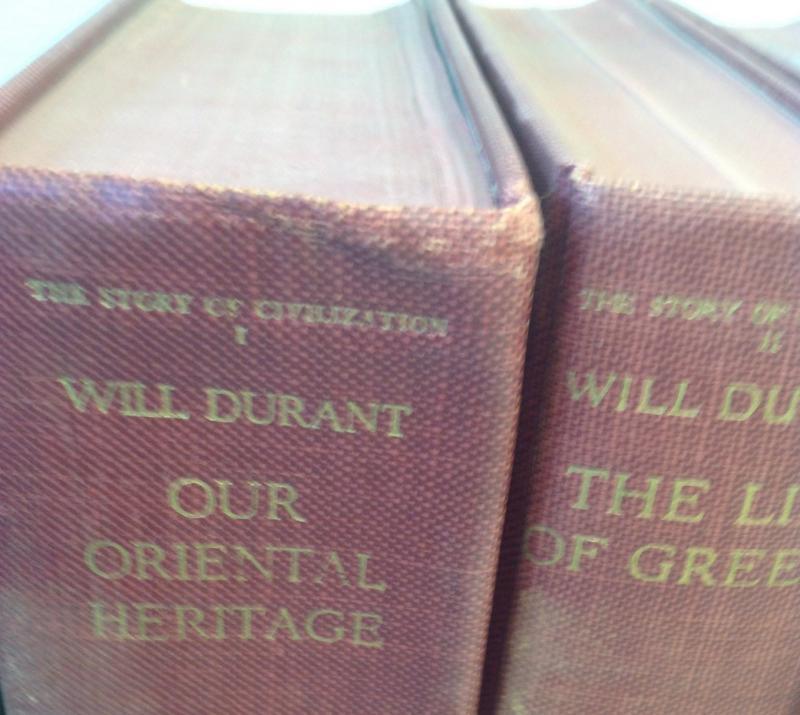 THE STORY OF CIVILIZATION
I
WILL DURANT
OUR
ORIENTAL
HERITAGE
THE STORY OF
II
WILL DU
THE LI
OF GREE